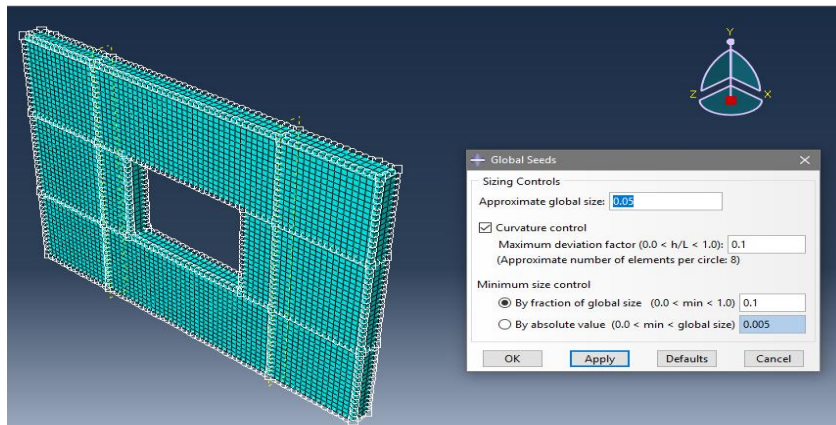 Y
Z
X
Global Seeds
Sizing Controls
Approximate global size: 0.05
Curvature control
Maximum deviation factor (0.0 < h/L < 1.0): 0.1
(Approximate number of elements per circle: 8)
Minimum size control
By fraction of global size (0.0 < min < 1.0) 0.1
By absolute value (0.0 < min < global size) 0.005
OK Apply Defaults Cancel